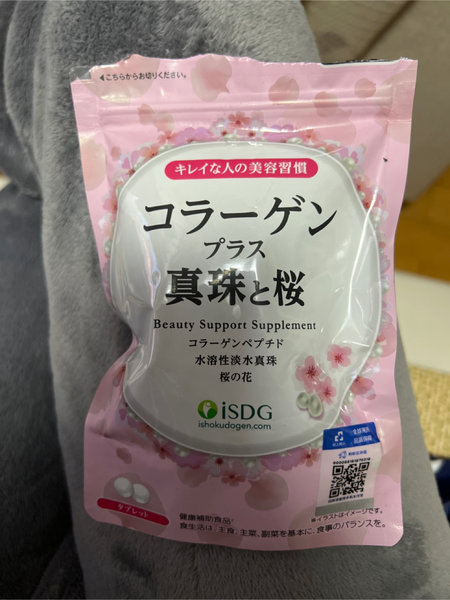 ◀こちらからお切りください。
キレイな人の美容習慣
コラーゲン
プラス
真珠と桜
Beauty Support Supplement
コラーゲンペプチド
水溶性淡水真珠
桜の花
iSDG
ishokudogen.com
タブレット
健康補助食品
※イラストはイメージです。
食生活は、主食、主菜、副菜を基本に、食事のバランスを。